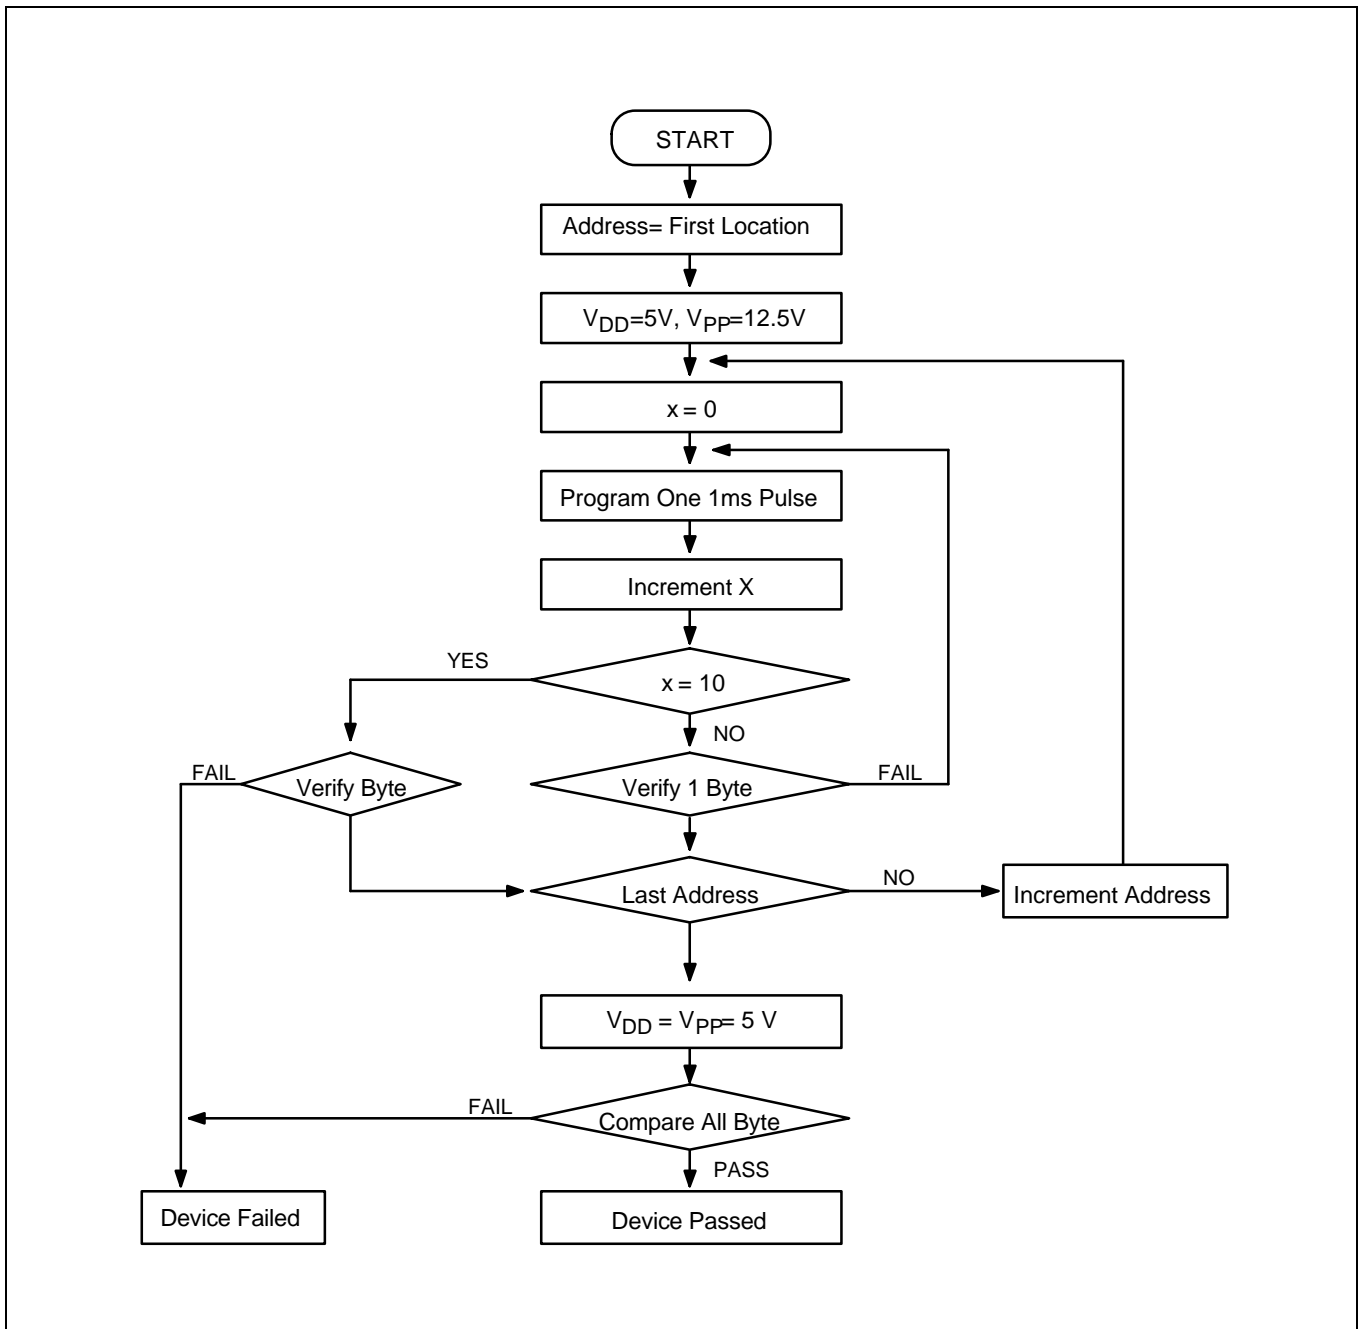 START
Address= First Location
VDD=5V, VPP=12.5V
x = 0
Program One 1ms Pulse
Increment X
YES
x = 10
NO
FAIL
Verify Byte
Verify 1 Byte
FAIL
Last Address
NO
Increment Address
VDD = VPP= 5 V
FAIL
Compare All Byte
PASS
Device Failed
Device Passed